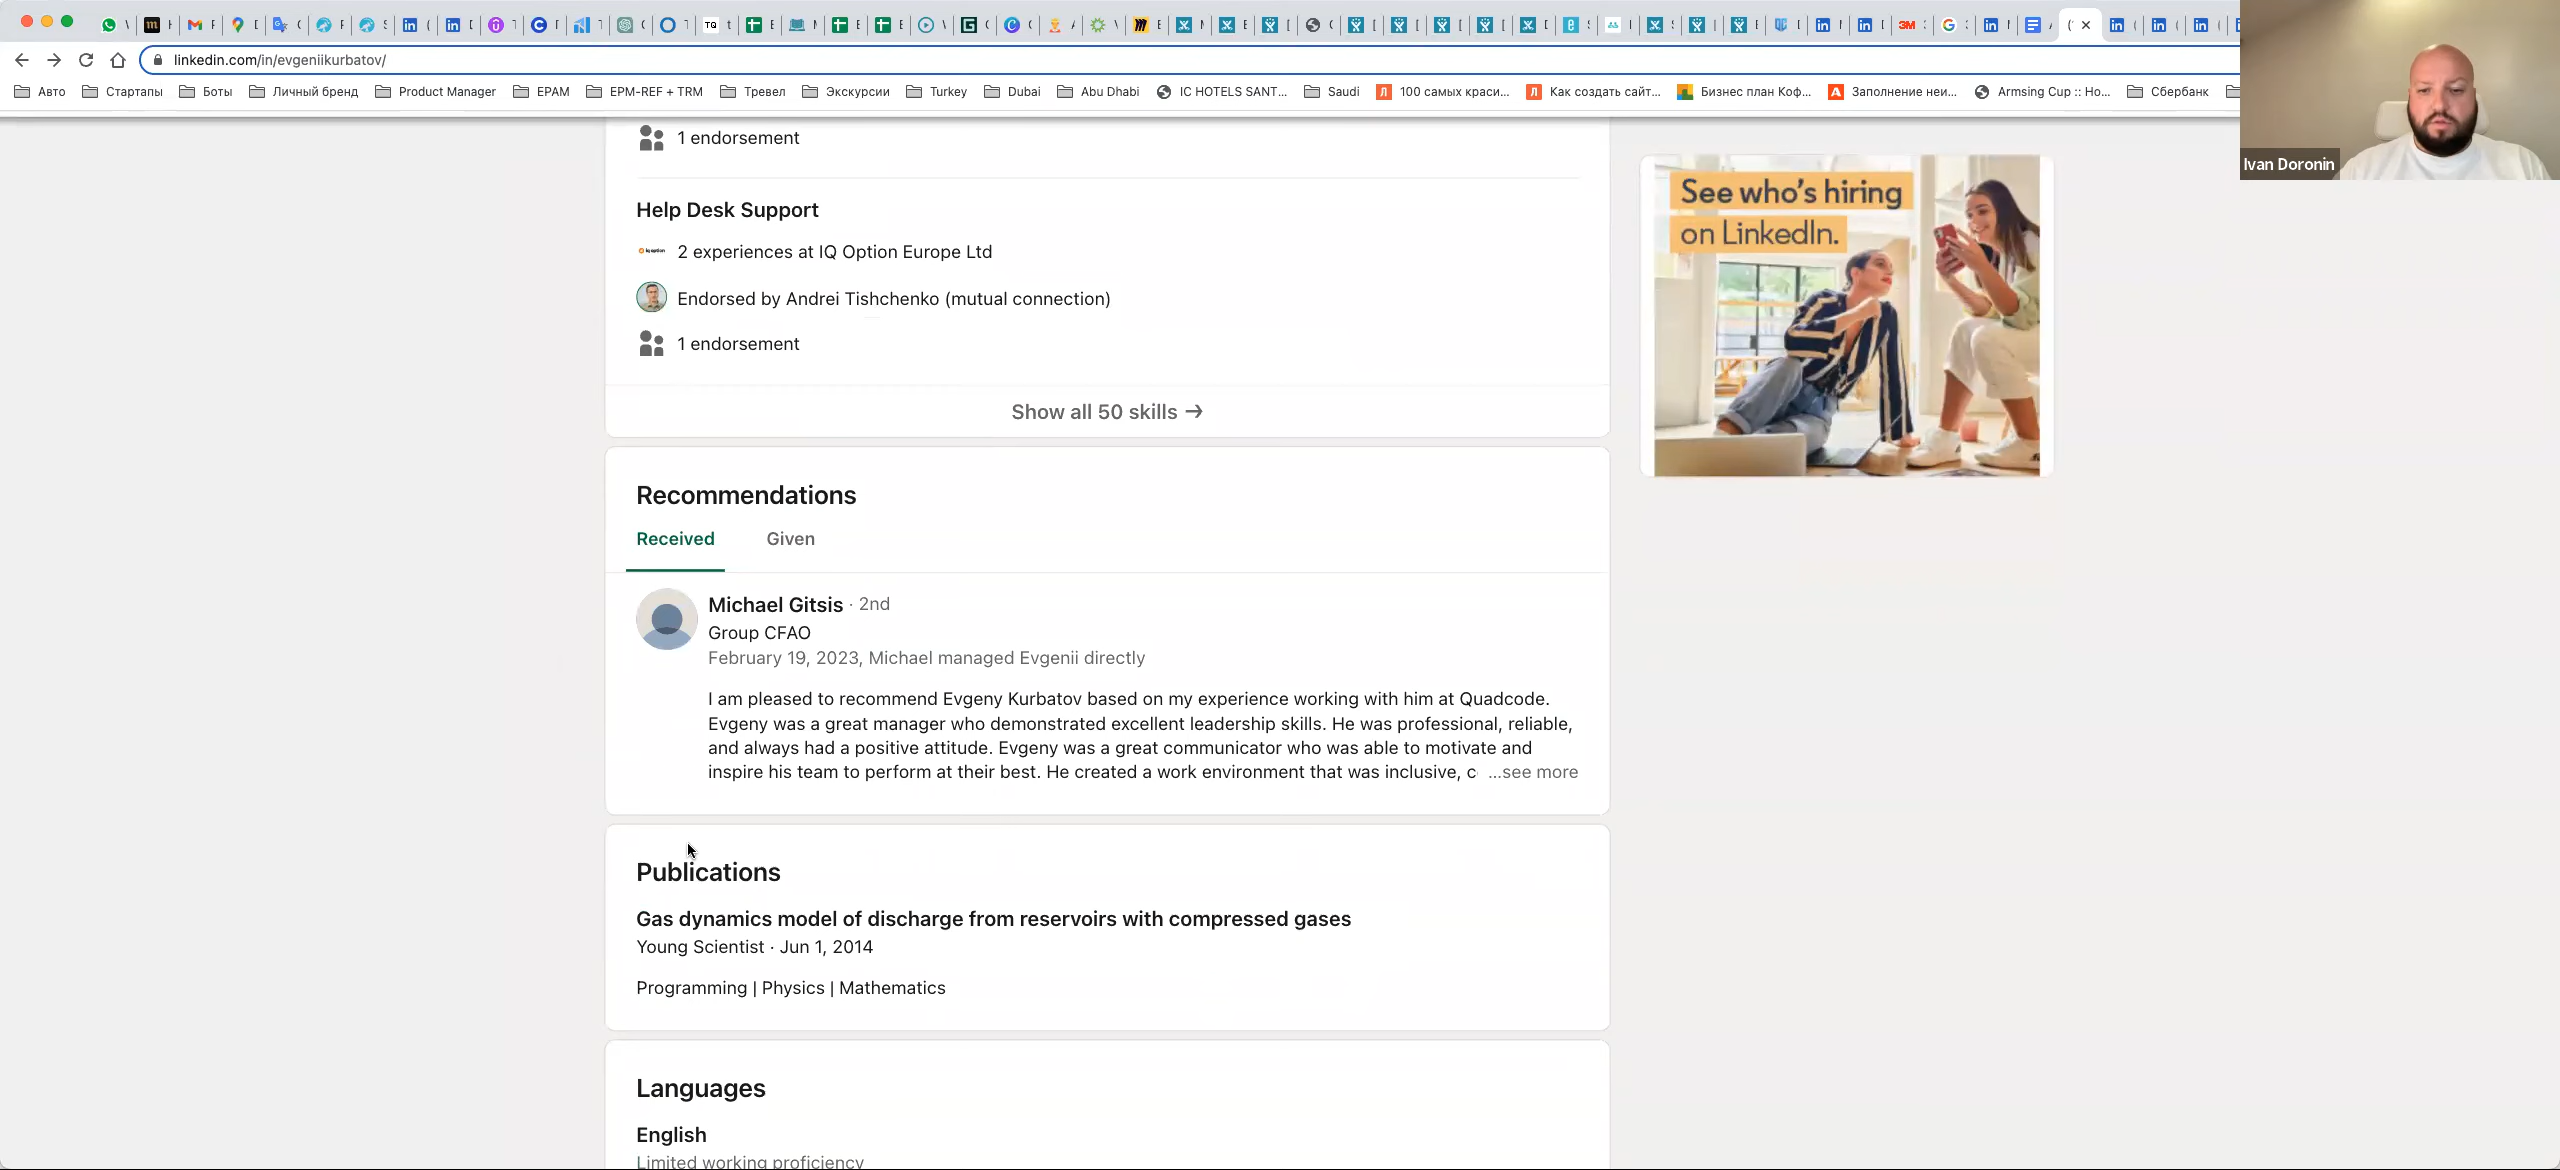 linkedin.com/in/evgeniikurbatov/
Авто
Стартапы
Боты
Личный бренд
Product Manager
EPAM
EPM-REF + TRM
Тревел
Экскурсии
Turkey
Dubai
Abu Dhabi
IC HOTELS SANT...
Saudi
100 самых краси...
Как создать сайт...
Бизнес план Коф...
Заполнение неи...
Armsing Cup :: Ho...
Сбербанк
Ivan Doronin
1 endorsement
Help Desk Support
2 experiences at IQ Option Europe Ltd
Endorsed by Andrei Tishchenko (mutual connection)
1 endorsement
Show all 50 skills →
See who's hiring
on LinkedIn.
Recommendations
Received
Given
Michael Gitsis · 2nd
Group CFAO
February 19, 2023, Michael managed Evgenii directly
I am pleased to recommend Evgeny Kurbatov based on my experience working with him at Quadcode.
Evgeny was a great manager who demonstrated excellent leadership skills. He was professional, reliable,
and always had a positive attitude. Evgeny was a great communicator who was able to motivate and
inspire his team to perform at their best. He created a work environment that was inclusive, c ...see more
Publications
Gas dynamics model of discharge from reservoirs with compressed gases
Young Scientist · Jun 1, 2014
Programming | Physics | Mathematics
Languages
English
Limited working proficiency